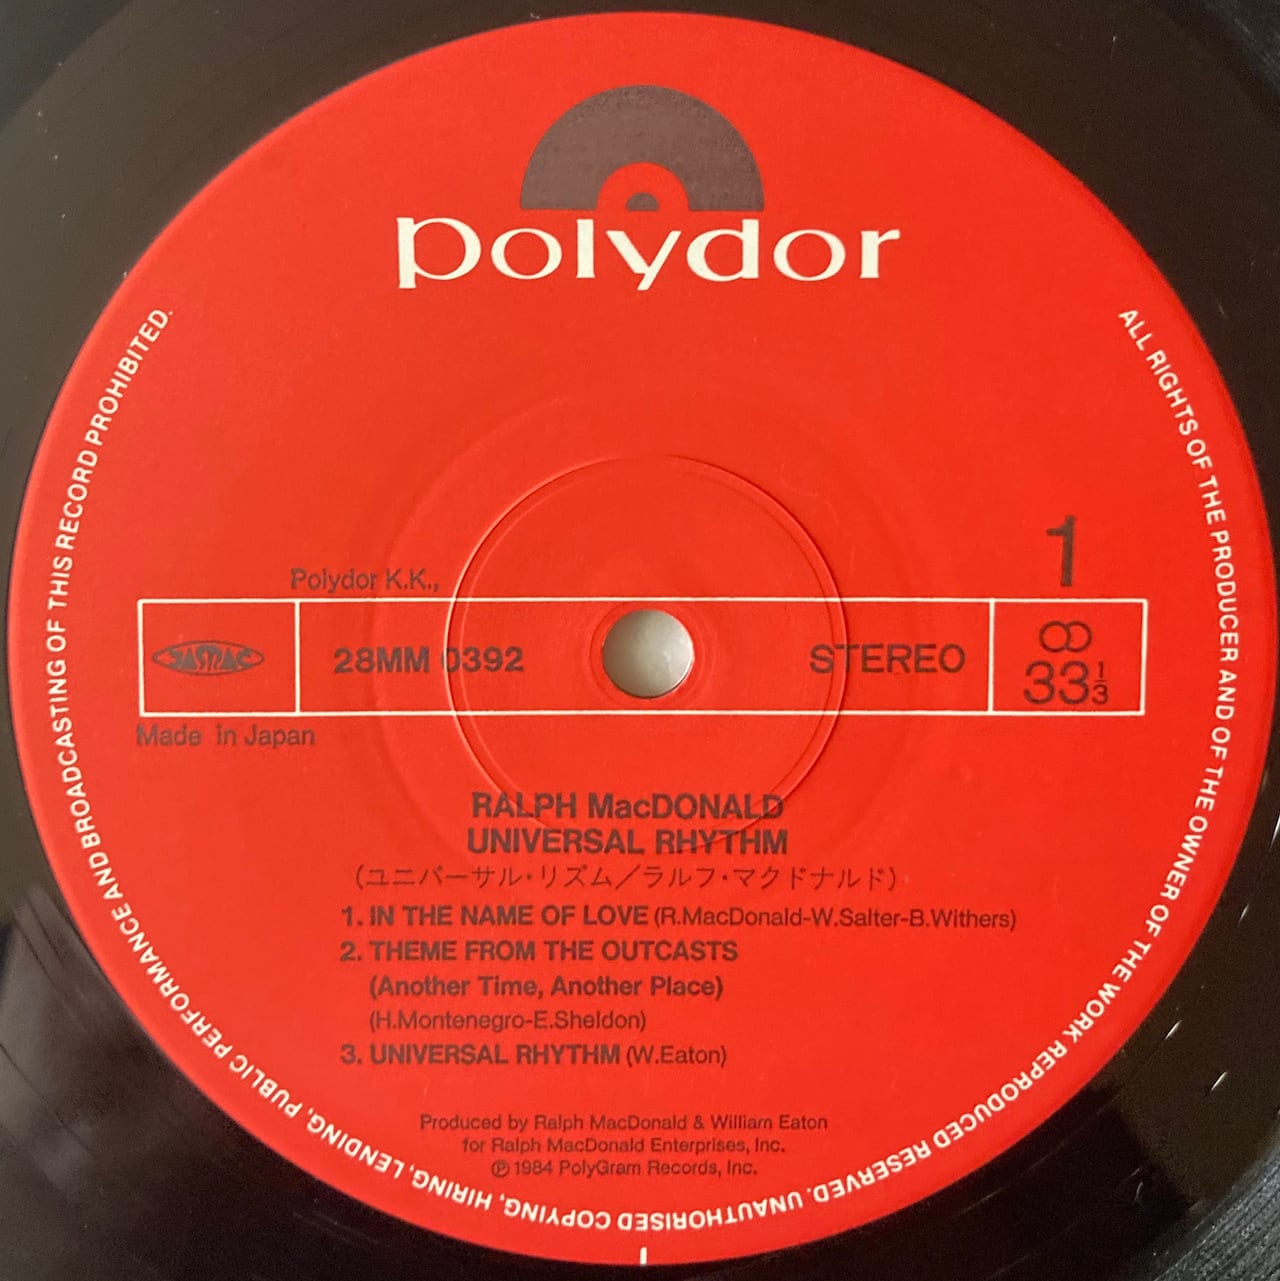 polydor
1
Polydor K.K.,
JASRAC
28MM 0392
STEREO
33 1/3
Made in Japan
RALPH MacDONALD
UNIVERSAL RHYTHM
(ユニバーサル・リズム/ラルフ・マクドナルド)
1. IN THE NAME OF LOVE (R.MacDonald-W.Salter-B.Withers)
2. THEME FROM THE OUTCASTS
(Another Time, Another Place)
(H.Montenegro-E.Sheldon)
3. UNIVERSAL RHYTHM (W.Eaton)
Produced by Ralph MacDonald & William Eaton
for Ralph MacDonald Enterprises, Inc.
℗ 1984 PolyGram Records, Inc.
ALL RIGHTS OF THE PRODUCER AND OF THE OWNER OF THE WORK REPRODUCED RESERVED. UNAUTHORISED COPYING, HIRING, LENDING, PUBLIC PERFORMANCE AND BROADCASTING OF THIS RECORD PROHIBITED.